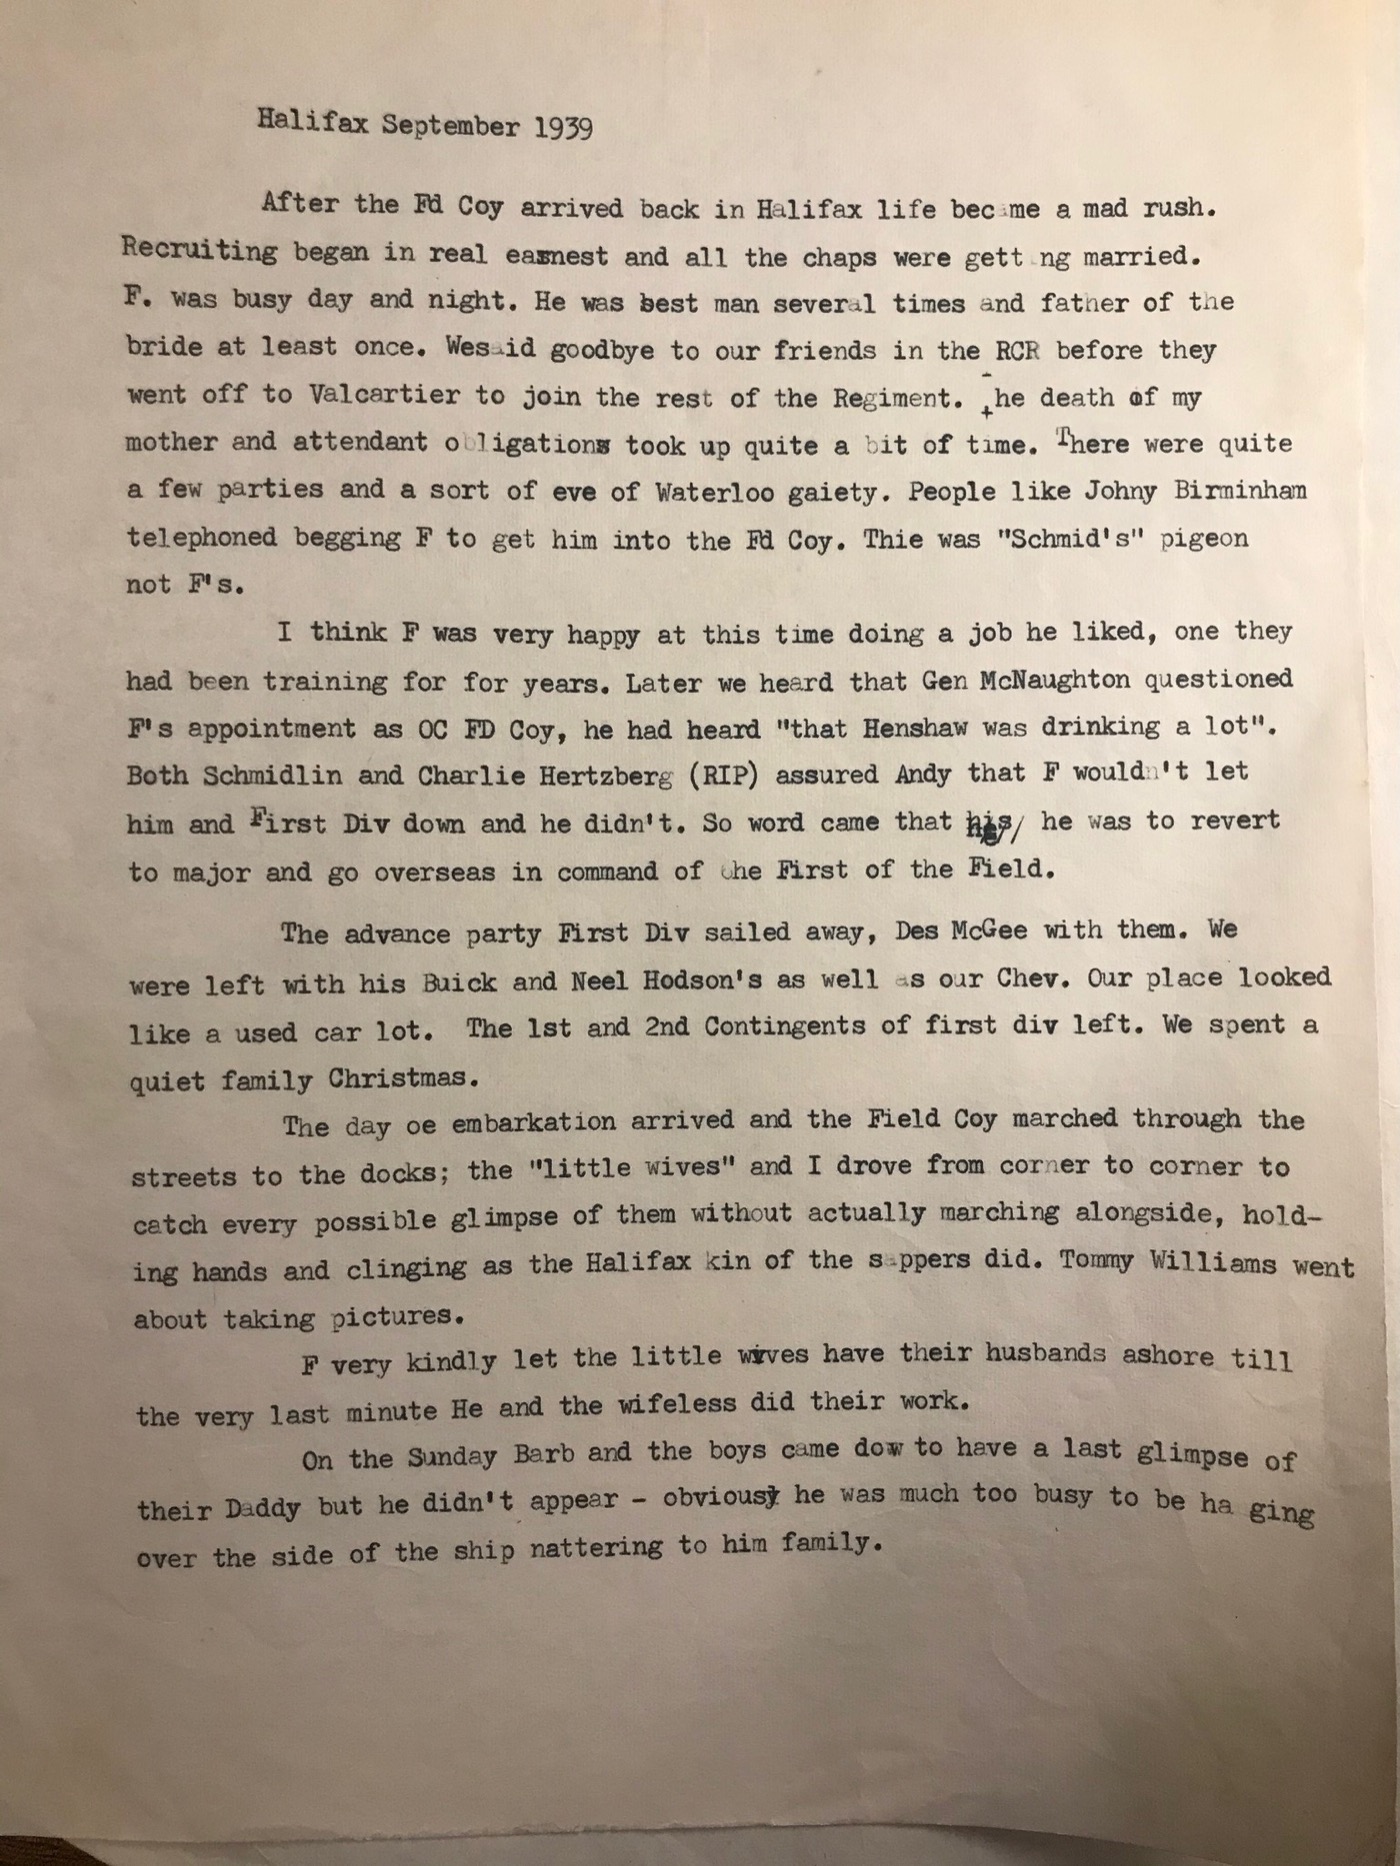 Halifax September 1939
After the Fd Coy arrived back in Halifax life became a mad rush.
Recruiting began in real earnest and all the chaps were gett ng married.
F. was busy day and night. He was best man several times and father of the
bride at least once. Wesaid goodbye to our friends in the RCR before they
went off to Valcartier to join the rest of the Regiment. The death of my
mother and attendant obligations took up quite a bit of time. There were quite
a few parties and a sort of eve of Waterloo gaiety. People like Johny Birminham
telephoned begging F to get him into the Fd Coy. Thie was "Schmid's" pigeon
not F's.
I think F was very happy at this time doing a job he liked, one they
had been training for for years. Later we heard that Gen McNaughton questioned
F's appointment as OC FD Coy, he had heard "that Henshaw was drinking a lot".
Both Schmidlin and Charlie Hertzberg (RIP) assured Andy that F wouldn't let
him and First Div down and he didn't. So word came that he was to revert
to major and go overseas in command of the First of the Field.
The advance party First Div sailed away, Des McGee with them. We
were left with his Buick and Neel Hodson's as well as our Chev. Our place looked
like a used car lot. The 1st and 2nd Contingents of first div left. We spent a
quiet family Christmas.
The day oe embarkation arrived and the Field Coy marched through the
streets to the docks; the "little wives" and I drove from corner to corner to
catch every possible glimpse of them without actually marching alongside, hold-
ing hands and clinging as the Halifax kin of the sappers did. Tommy Williams went
about taking pictures.
F very kindly let the little wives have their husbands ashore till
the very last minute He and the wifeless did their work.
On the Sunday Barb and the boys came dow to have a last glimpse of
their Daddy but he didn't appear - obviousy he was much too busy to be ha ging
over the side of the ship nattering to him family.